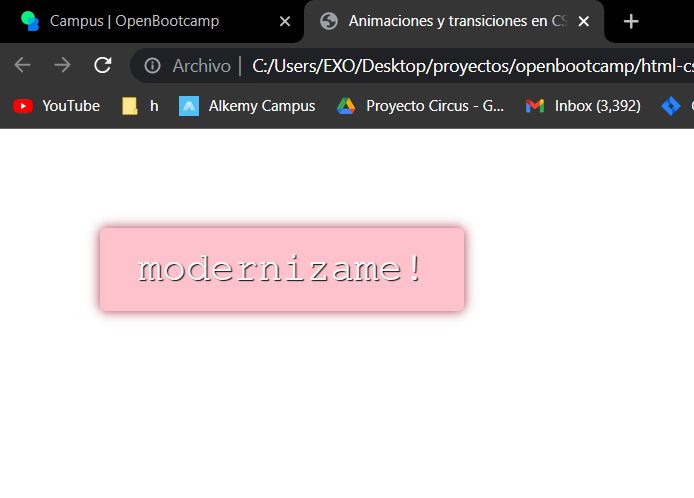 Campus | OpenBootcamp
Animaciones y transiciones en CS
Archivo | C:/Users/EXO/Desktop/proyectos/openbootcamp/html-cs
YouTube h Alkemy Campus Proyecto Circus - G... Inbox (3,392)
modernizame!